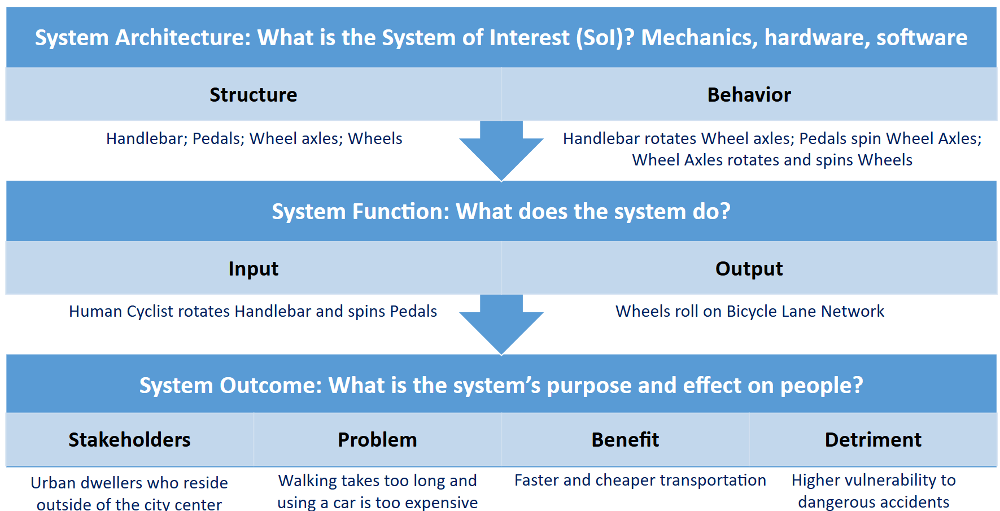 System Architecture: What is the System of Interest (SoI)? Mechanics, hardware, software
Structure
Behavior
Handlebar; Pedals; Wheel axles; Wheels
Handlebar rotates Wheel axles; Pedals spin Wheel Axles;
Wheel Axles rotates and spins Wheels
System Function: What does the system do?
Input
Output
Human Cyclist rotates Handlebar and spins Pedals
Wheels roll on Bicycle Lane Network
System Outcome: What is the system’s purpose and effect on people?
Stakeholders
Problem
Benefit
Detriment
Urban dwellers who reside
outside of the city center
Walking takes too long and
using a car is too expensive
Faster and cheaper transportation
Higher vulnerability to
dangerous accidents